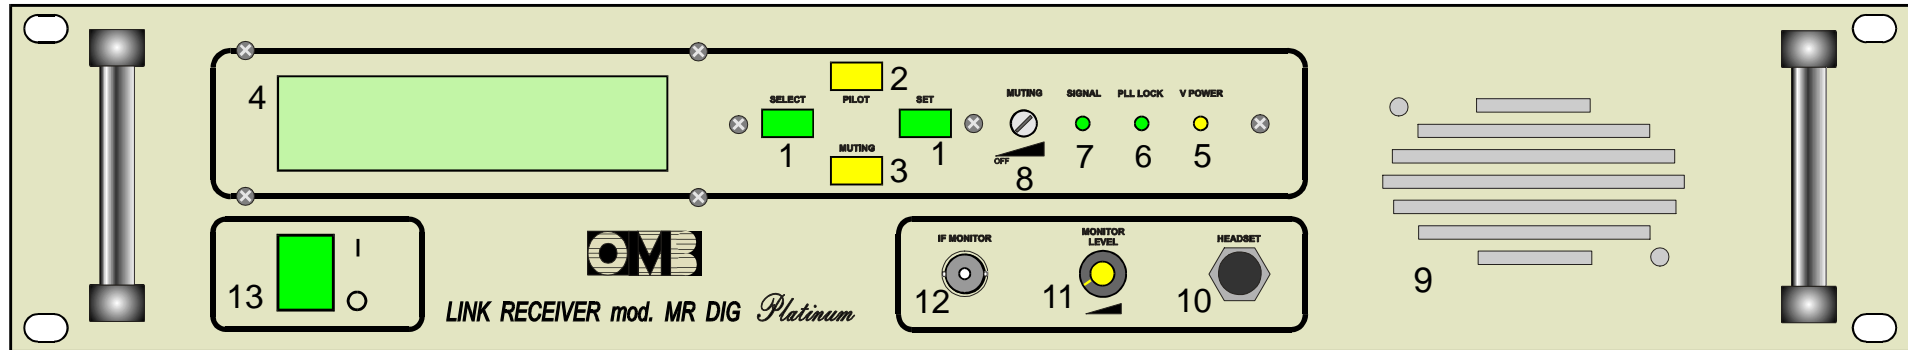 4
SELECT
1
2
PILOT
MUTING
3
SET
1
MUTING
OFF
8
SIGNAL
7
PLL LOCK
6
V POWER
5
13
I
O
OMB
LINK RECEIVER mod. MR DIG Platinum
IF MONITOR
12
MONITOR
LEVEL
11
HEADSET
10
9